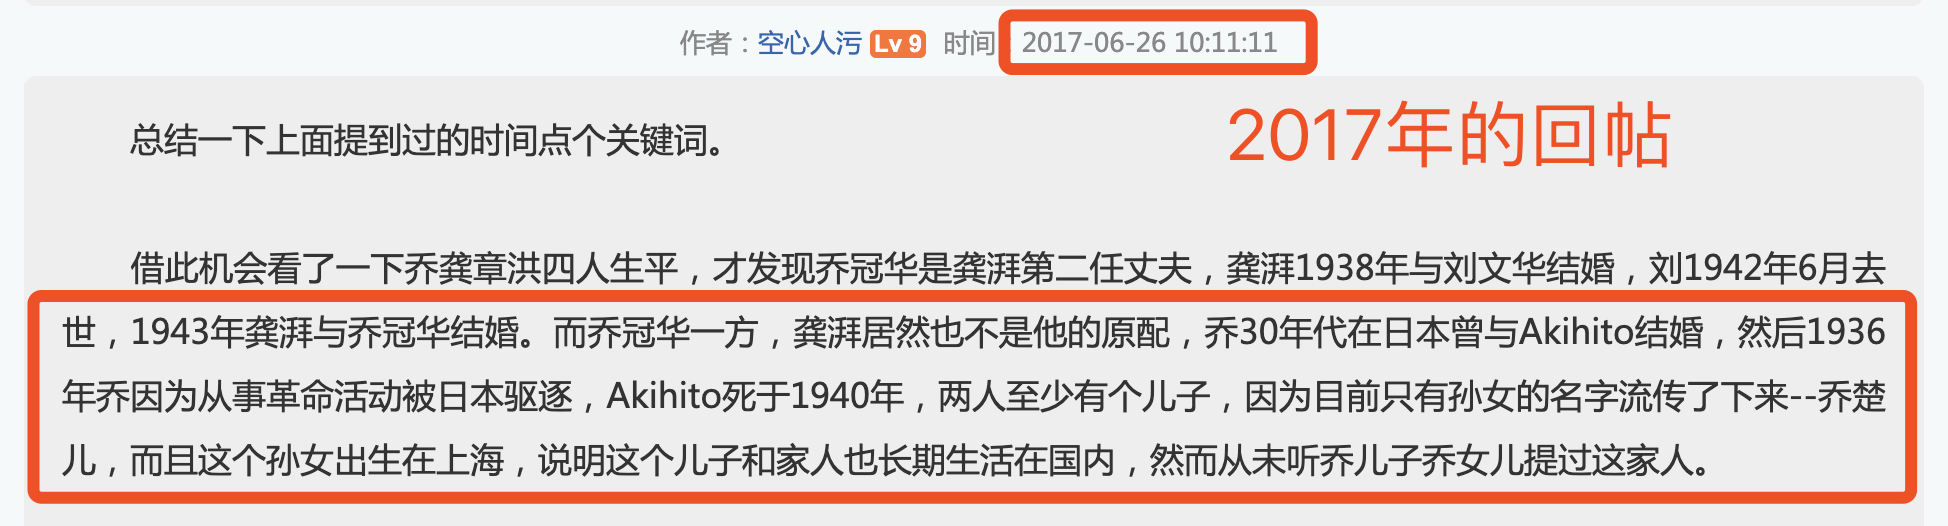 作者：空心人污 Lv 9 时间：2017-06-26 10:11:11
2017年的回帖
总结一下上面提到过的时间点个关键词。
借此机会看了一下乔龚章洪四人生平，才发现乔冠华是龚湃第二任丈夫，龚湃1938年与刘文华结婚，刘1942年6月去
世，1943年龚湃与乔冠华结婚。而乔冠华一方，龚湃居然也不是他的原配，乔30年代在日本曾与Akihito结婚，然后1936
年乔因为从事革命活动被日本驱逐，Akihito死于1940年，两人至少有个儿子，因为目前只有孙女的名字流传了下来--乔楚
儿，而且这个孙女出生在上海，说明这个儿子和家人也长期生活在国内，然而从未听乔儿子乔女儿提过这家人。